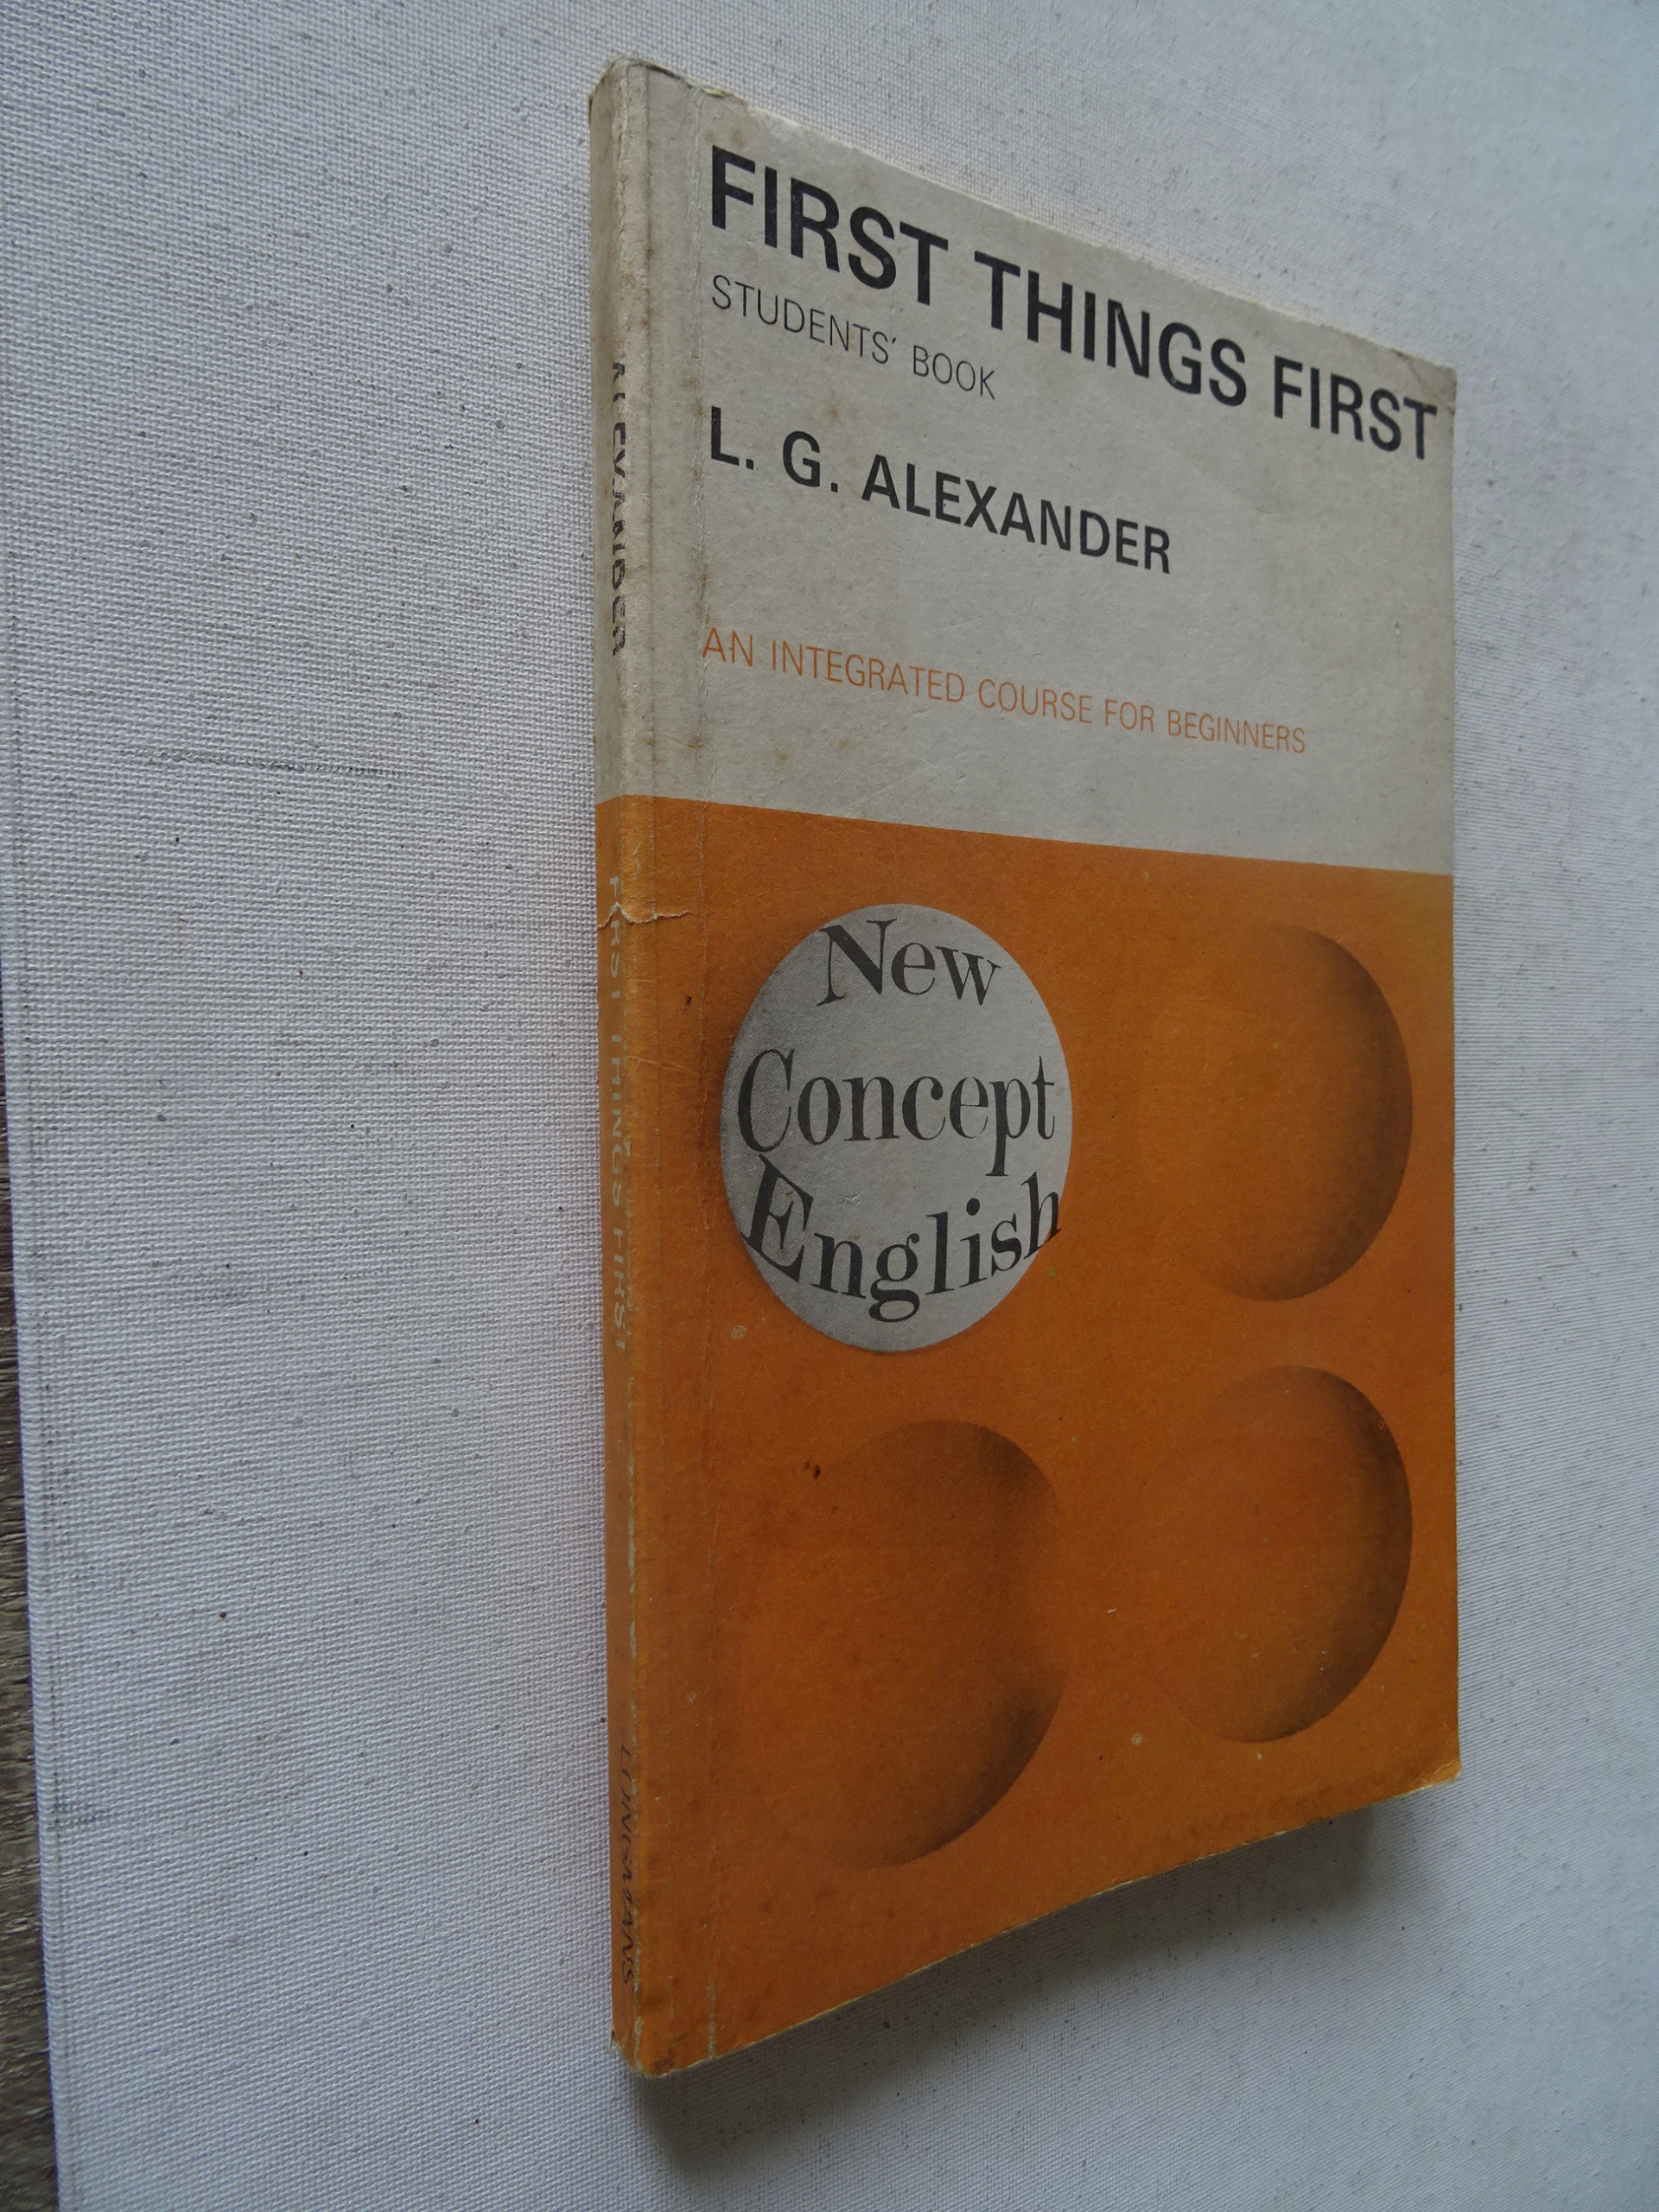 FIRST THINGS FIRST
STUDENTS' BOOK
L. G. ALEXANDER
AN INTEGRATED COURSE FOR BEGINNERS
New
Concept
English
ALEXANDER
FIRST THINGS FIRST
LONGMANS